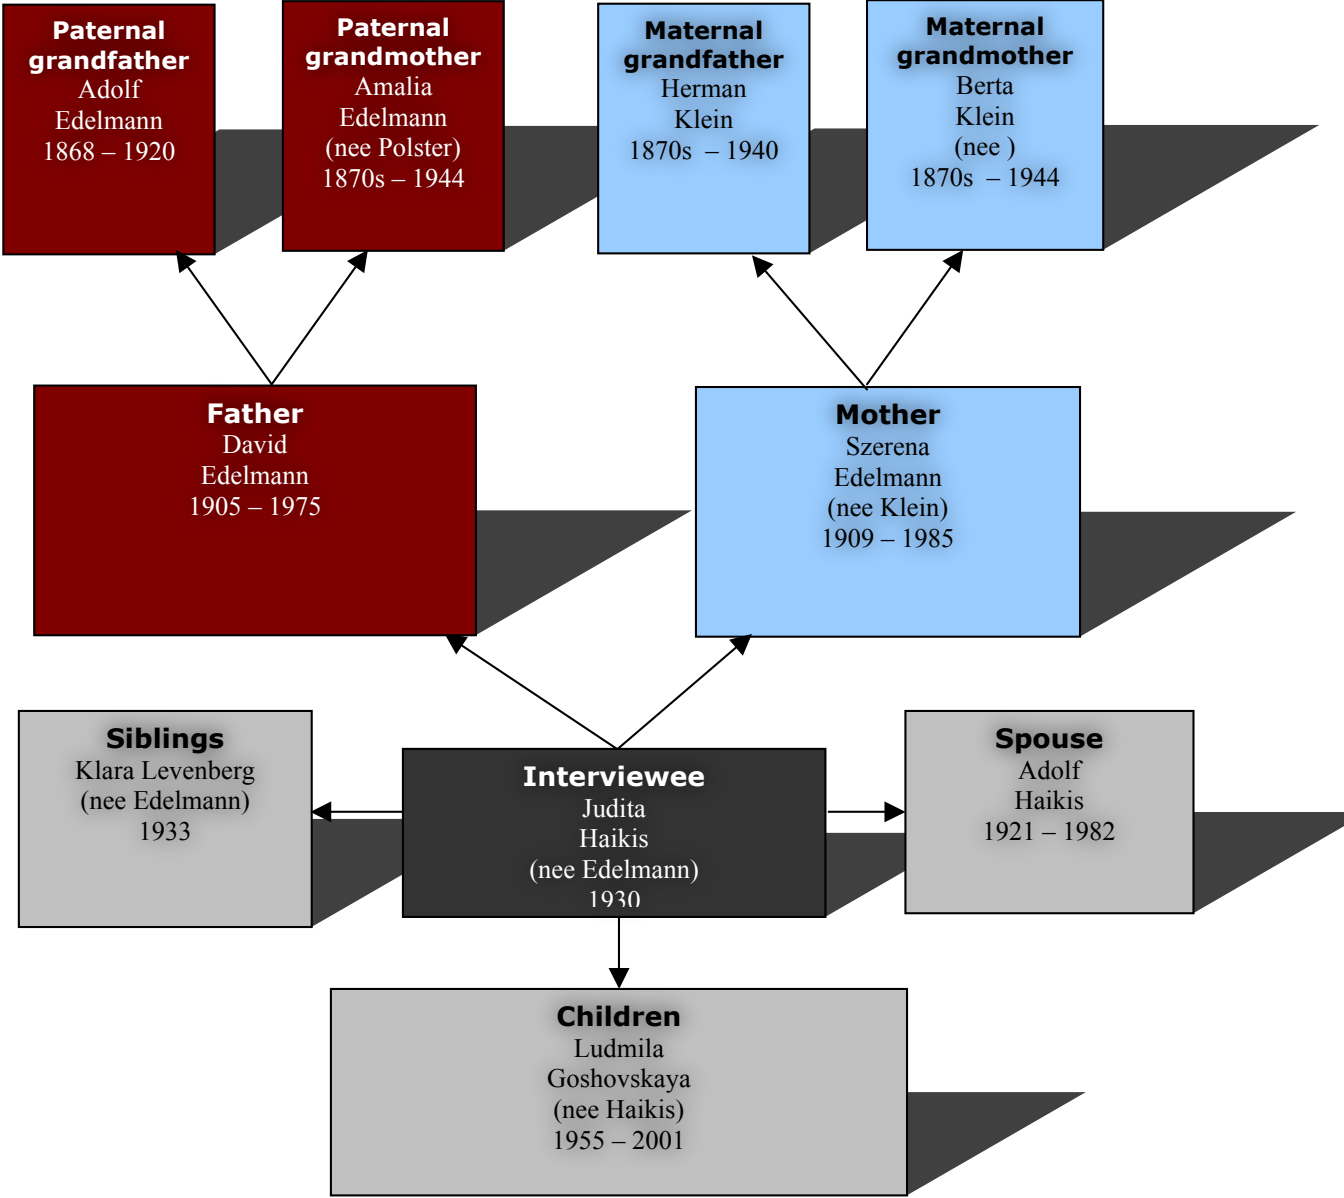 Paternal
grandfather
Adolf
Edelmann
1868 – 1920
Paternal
grandmother
Amalia
Edelmann
(nee Polster)
1870s – 1944
Maternal
grandfather
Herman
Klein
1870s – 1940
Maternal
grandmother
Berta
Klein
(nee )
1870s – 1944
Father
David
Edelmann
1905 – 1975
Mother
Szerena
Edelmann
(nee Klein)
1909 – 1985
Siblings
Klara Levenberg
(nee Edelmann)
1933
Interviewee
Judita
Haikis
(nee Edelmann)
1930
Spouse
Adolf
Haikis
1921 – 1982
Children
Ludmila
Goshovskaya
(nee Haikis)
1955 – 2001